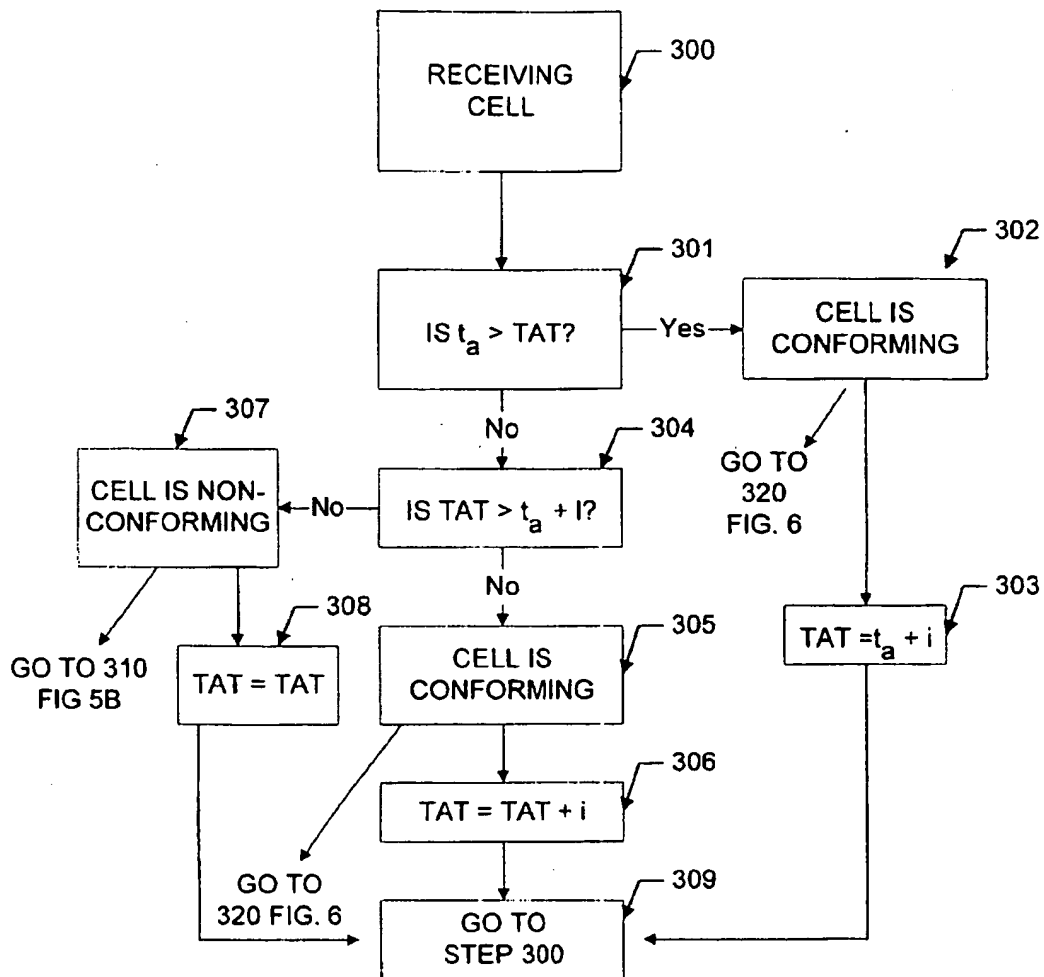 300
RECEIVING
CELL
301
302
IS t_a > TAT?
Yes
CELL IS
CONFORMING
No
307
304
GO TO
320
FIG. 6
CELL IS NON-
CONFORMING
No
IS TAT > t_a + I?
No
308
303
305
GO TO 310
FIG 5B
TAT = TAT
CELL IS
CONFORMING
TAT =t_a + i
306
TAT = TAT + i
GO TO
320 FIG. 6
309
GO TO
STEP 300